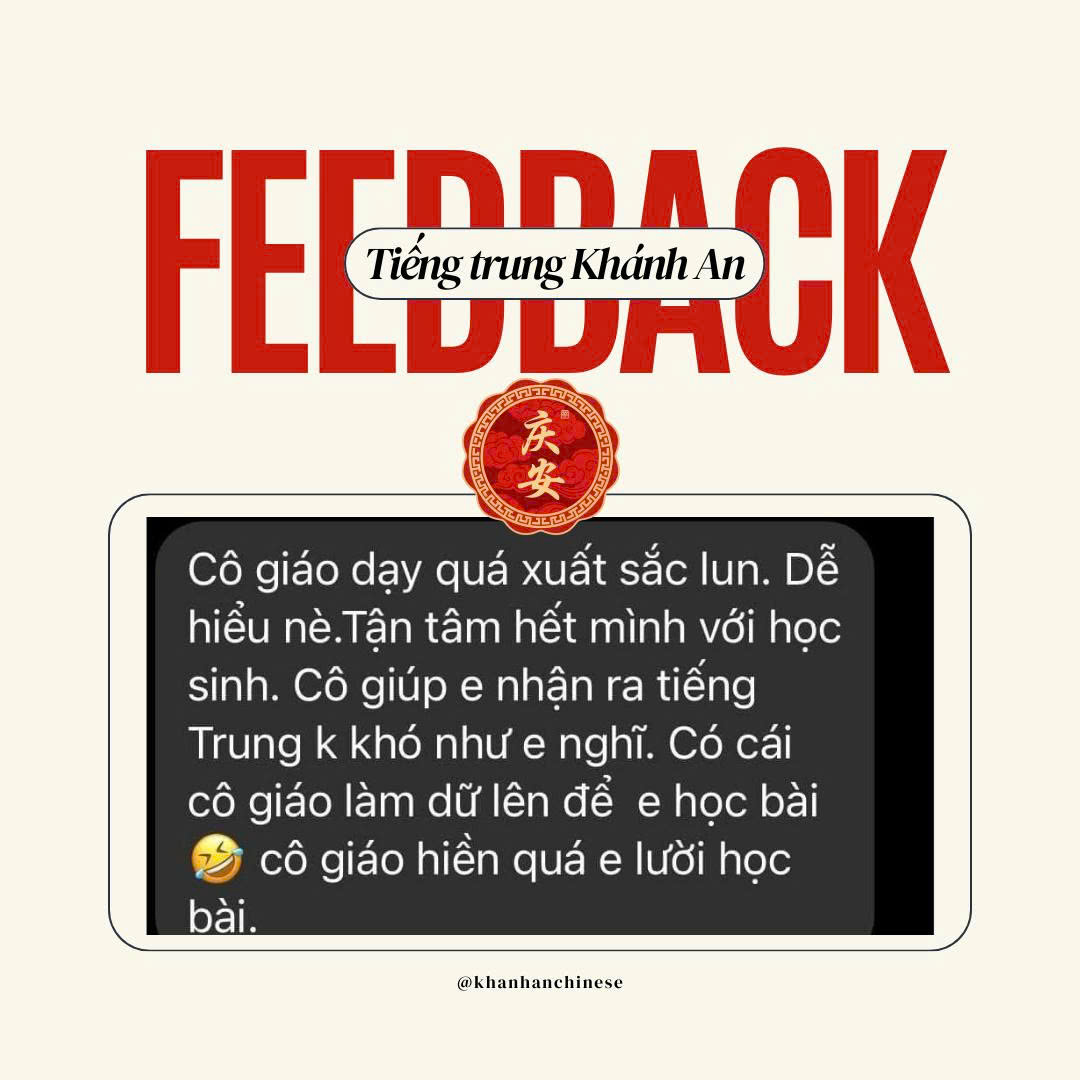 FEEDBACK
Tiếng trung Khánh An
庆
安
Cô giáo dạy quá xuất sắc lun. Dễ
hiểu nè.Tận tâm hết mình với học
sinh. Cô giúp e nhận ra tiếng
Trung k khó như e nghĩ. Có cái
cô giáo làm dữ lên để  e học bài
🤣 cô giáo hiền quá e lười học
bài.
@khanhanchinese